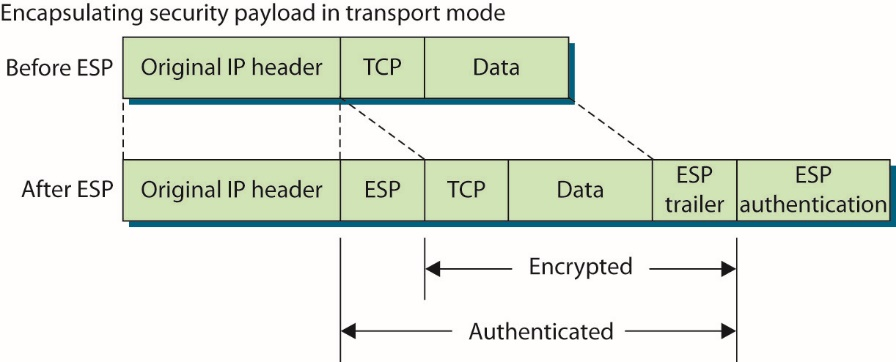 Encapsulating security payload in transport mode
Before ESP Original IP header TCP Data
After ESP Original IP header ESP TCP Data ESP trailer ESP authentication
Encrypted
Authenticated